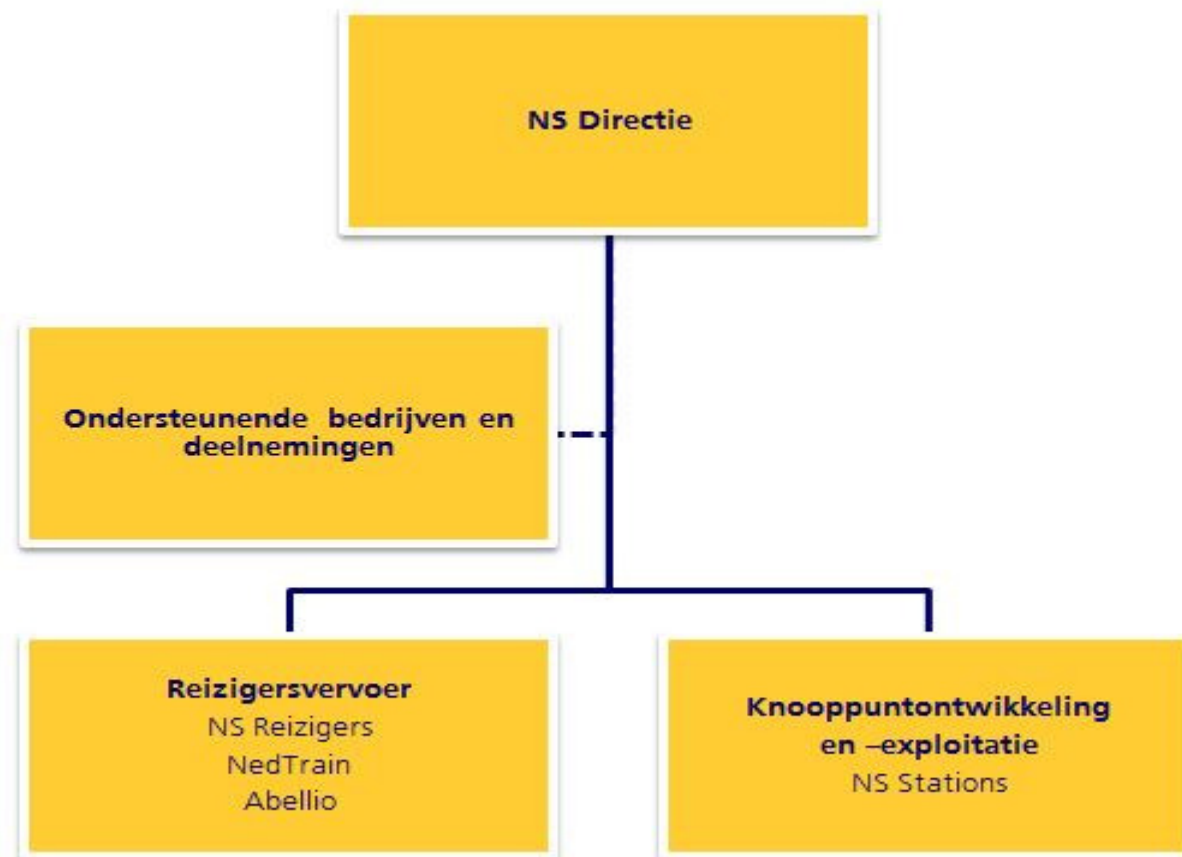 NS Directie
Ondersteunende bedrijven en
deelnemingen
Reizigersvervoer
NS Reizigers
NedTrain
Abellio
Knooppuntontwikkeling
en –exploitatie
NS Stations